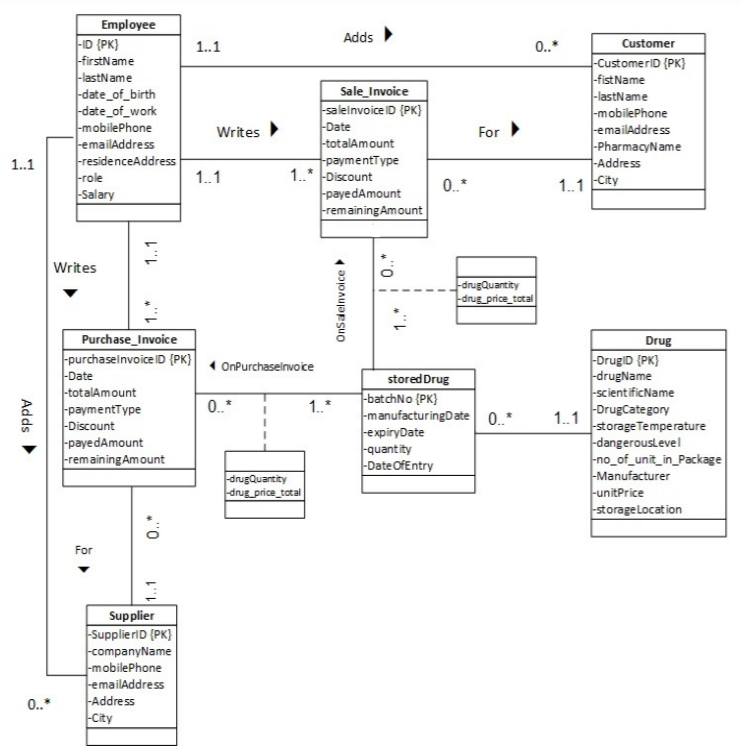 Employee
-ID {PK}
-firstName
-lastName
-date_of_birth
-date_of_work
-mobilePhone
-emailAddress
-residenceAddress
-role
-Salary
1..1
Adds
0..*
Customer
-CustomerID {PK}
-fistName
-lastName
-mobilePhone
-emailAddress
-PharmacyName
-Address
-City
Sale_Invoice
-saleInvoiceID {PK}
-Date
-totalAmount
-paymentType
-Discount
-payedAmount
-remainingAmount
Writes
1..1
1..*
For
0..*
1..1
1..1
1..1
Writes
1..*
OnSaleInvoice
0..*
1..*
-drugQuantity
-drug_price_total
Purchase_Invoice
-purchaseInvoiceID {PK}
-Date
-totalAmount
-paymentType
-Discount
-payedAmount
-remainingAmount
OnPurchaseInvoice
0..*
1..*
-drugQuantity
-drug_price_total
storedDrug
-batchNo {PK}
-manufacturingDate
-expiryDate
-quantity
-DateOfEntry
0..*
1..1
Drug
-DrugID {PK}
-drugName
-scientificName
-DrugCategory
-storageTemperature
-dangerousLevel
-no_of_unit_in_Package
-Manufacturer
-unitPrice
-storageLocation
Adds
0..*
For
1..1
Supplier
-SupplierID {PK}
-companyName
-mobilePhone
-emailAddress
-Address
-City
0..*